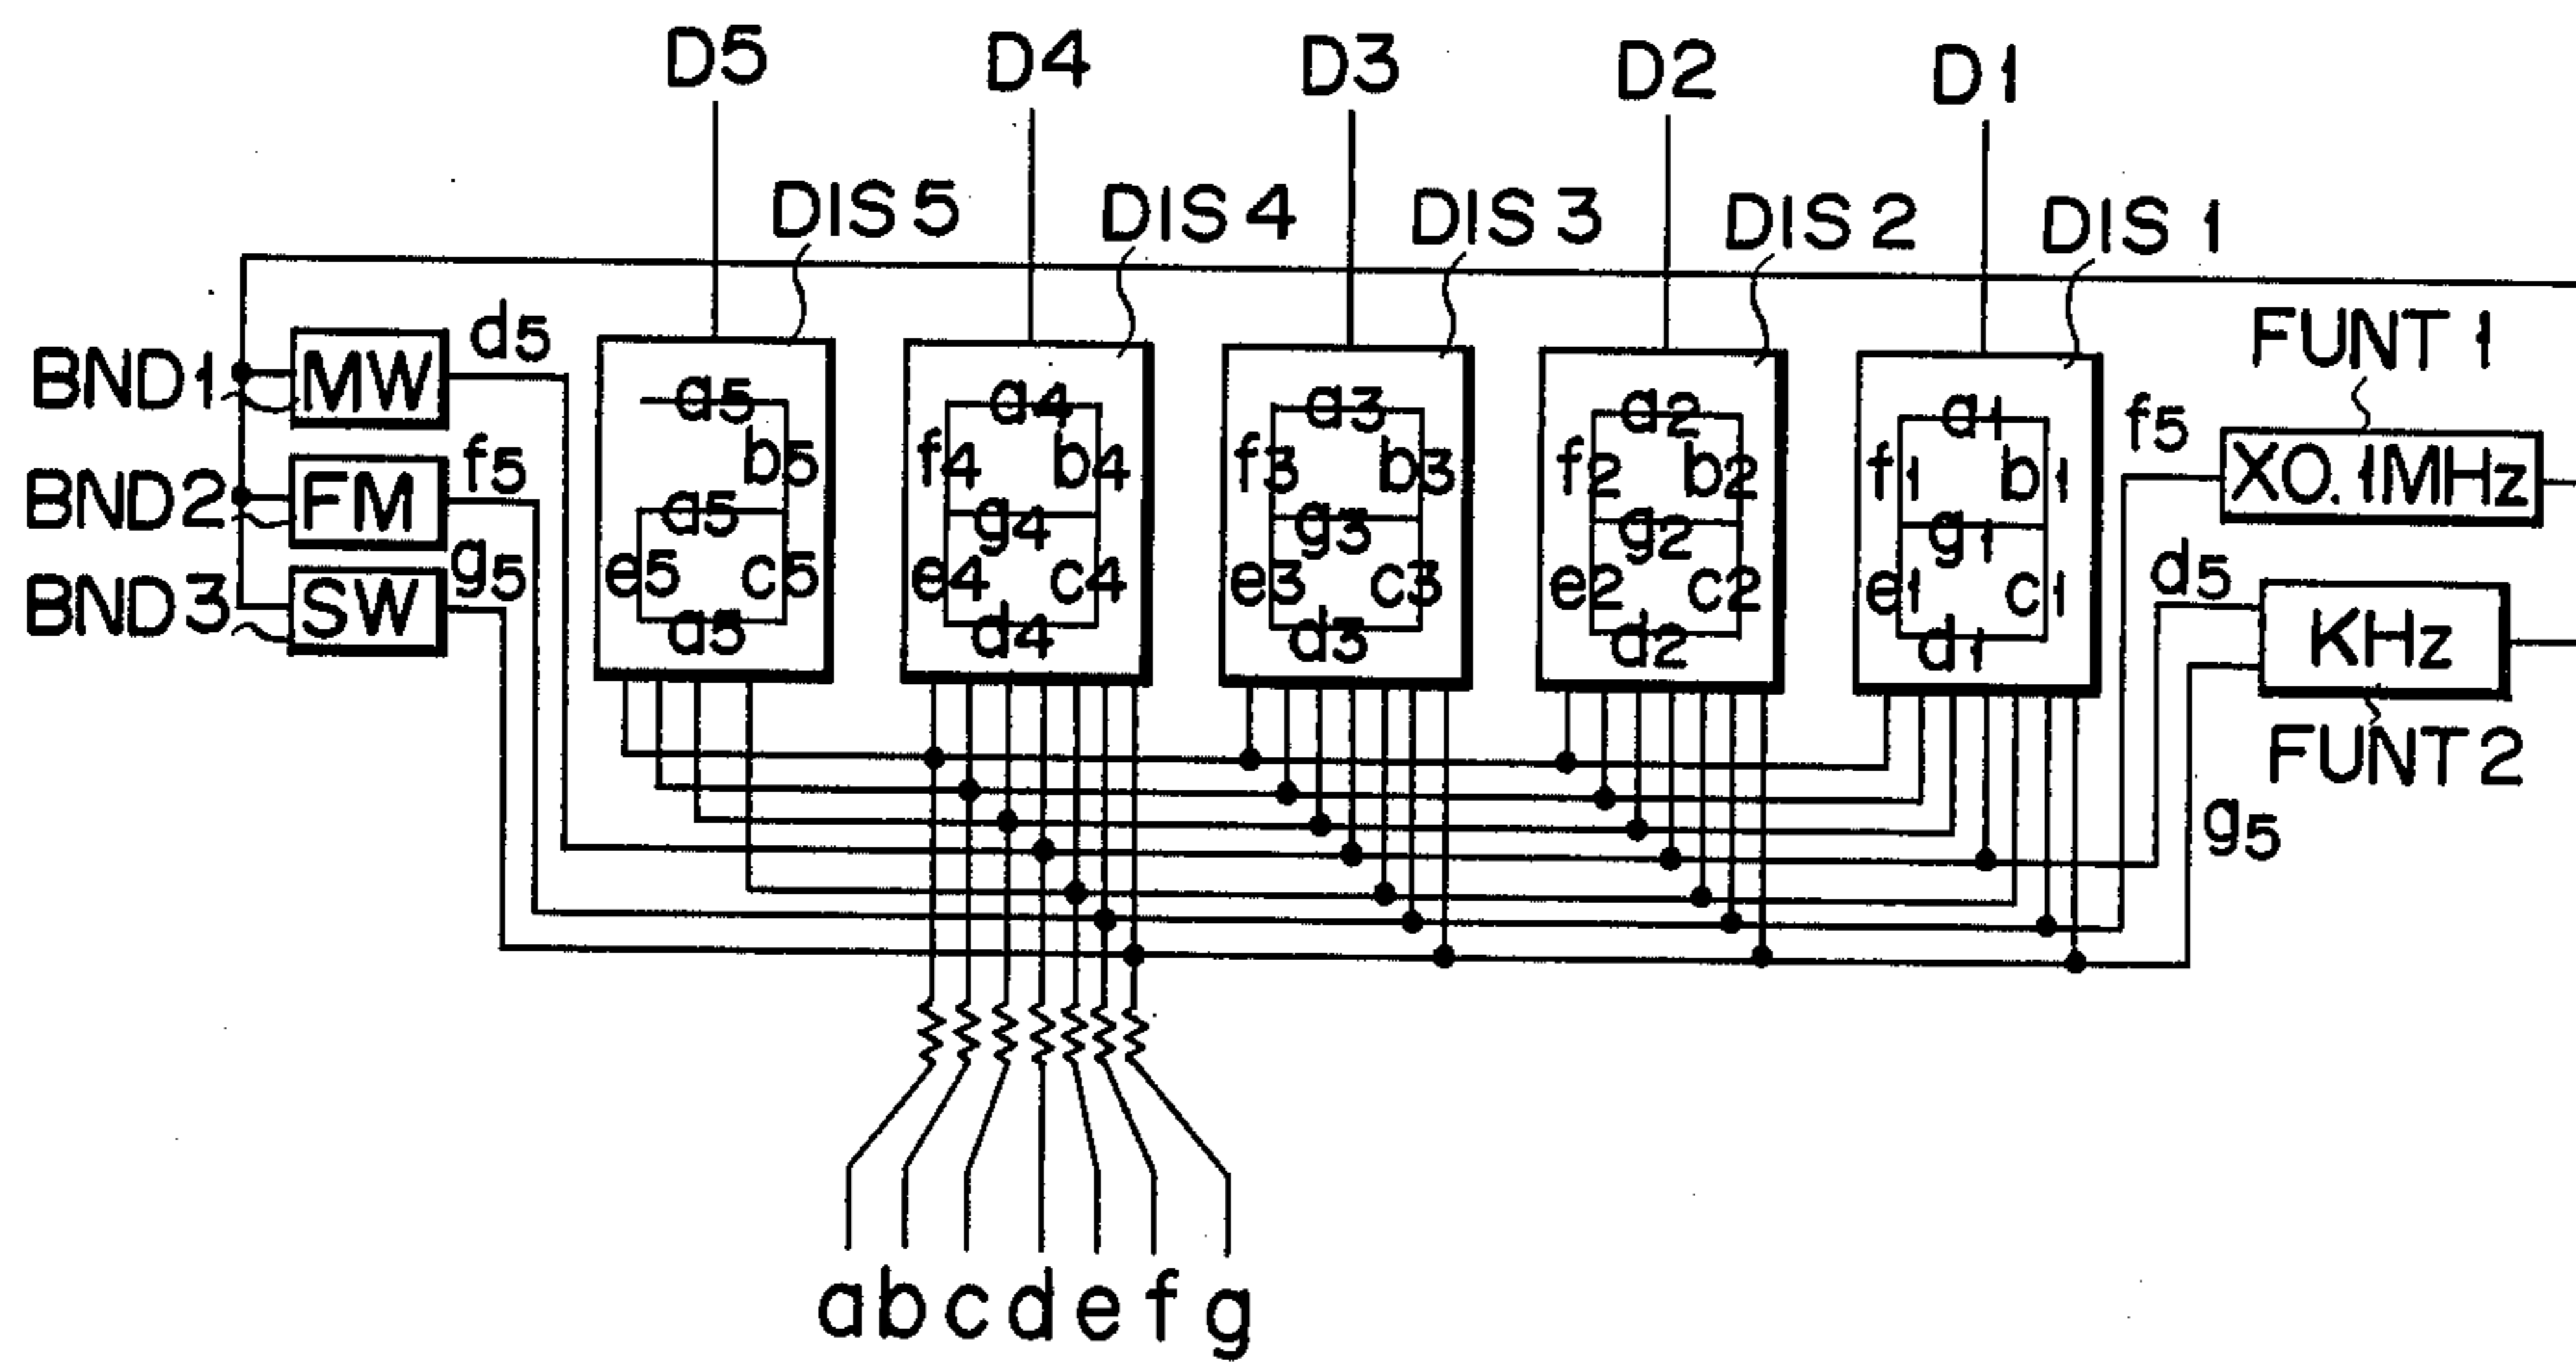 D5 D4 D3 D2 D1
DIS 5 DIS 4 DIS 3 DIS 2 DIS 1
BND1 MW d5
BND2 FM f5
BND3 SW g5
a5 b5 a5 e5 c5 a5
a4 f4 b4 g4 e4 c4 d4
a3 f3 b3 g3 e3 c3 d3
a2 f2 b2 g2 e2 c2 d2
a1 f1 b1 g1 e1 c1 d1
FUNT 1
f5 X0.1MHz
d5 KHz
g5 FUNT 2
a b c d e f g